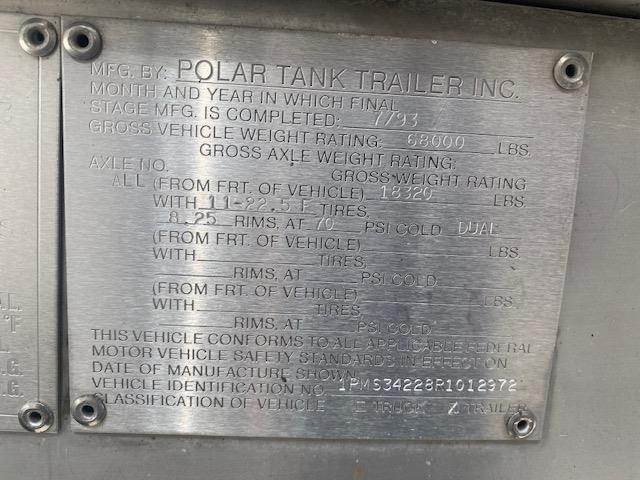 MFG. BY: POLAR TANK TRAILER INC.
MONTH AND YEAR IN WHICH FINAL
STAGE MFG. IS COMPLETED: 7/93
GROSS VEHICLE WEIGHT RATING: 68000 LBS.
GROSS AXLE WEIGHT RATING:
AXLE NO. GROSS WEIGHT RATING
ALL (FROM FRT. OF VEHICLE) 18320 LBS.
WITH 11-22.5 F TIRES,
8.25 RIMS, AT 70 PSI COLD DUAL
(FROM FRT. OF VEHICLE) LBS.
WITH TIRES,
RIMS, AT PSI COLD
(FROM FRT. OF VEHICLE) LBS.
WITH TIRES,
RIMS, AT PSI COLD
THIS VEHICLE CONFORMS TO ALL APPLICABLE FEDERAL
MOTOR VEHICLE SAFETY STANDARDS IN EFFECT ON
DATE OF MANUFACTURE SHOWN
VEHICLE IDENTIFICATION NO. 1PMS34228R1012972
CLASSIFICATION OF VEHICLE TRUCK X TRAILER